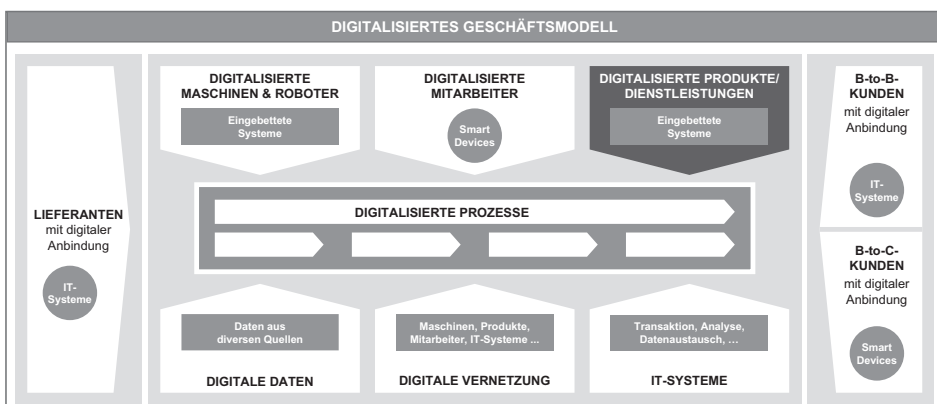 DIGITALISIERTES GESCHÄFTSMODELL
LIEFERANTEN
mit digitaler
Anbindung
IT-
Systeme
DIGITALISIERTE
MASCHINEN & ROBOTER
Eingebettete
Systeme
DIGITALISIERTE
MITARBEITER
Smart
Devices
DIGITALISIERTE PRODUKTE/
DIENSTLEISTUNGEN
Eingebettete
Systeme
DIGITALISIERTE PROZESSE
Daten aus
diversen Quellen
DIGITALE DATEN
Maschinen, Produkte,
Mitarbeiter, IT-Systeme ...
DIGITALE VERNETZUNG
Transaktion, Analyse,
Datenaustausch, …
IT-SYSTEME
B-to-B-
KUNDEN
mit digitaler
Anbindung
IT-
Systeme
B-to-C-
KUNDEN
mit digitaler
Anbindung
Smart
Devices